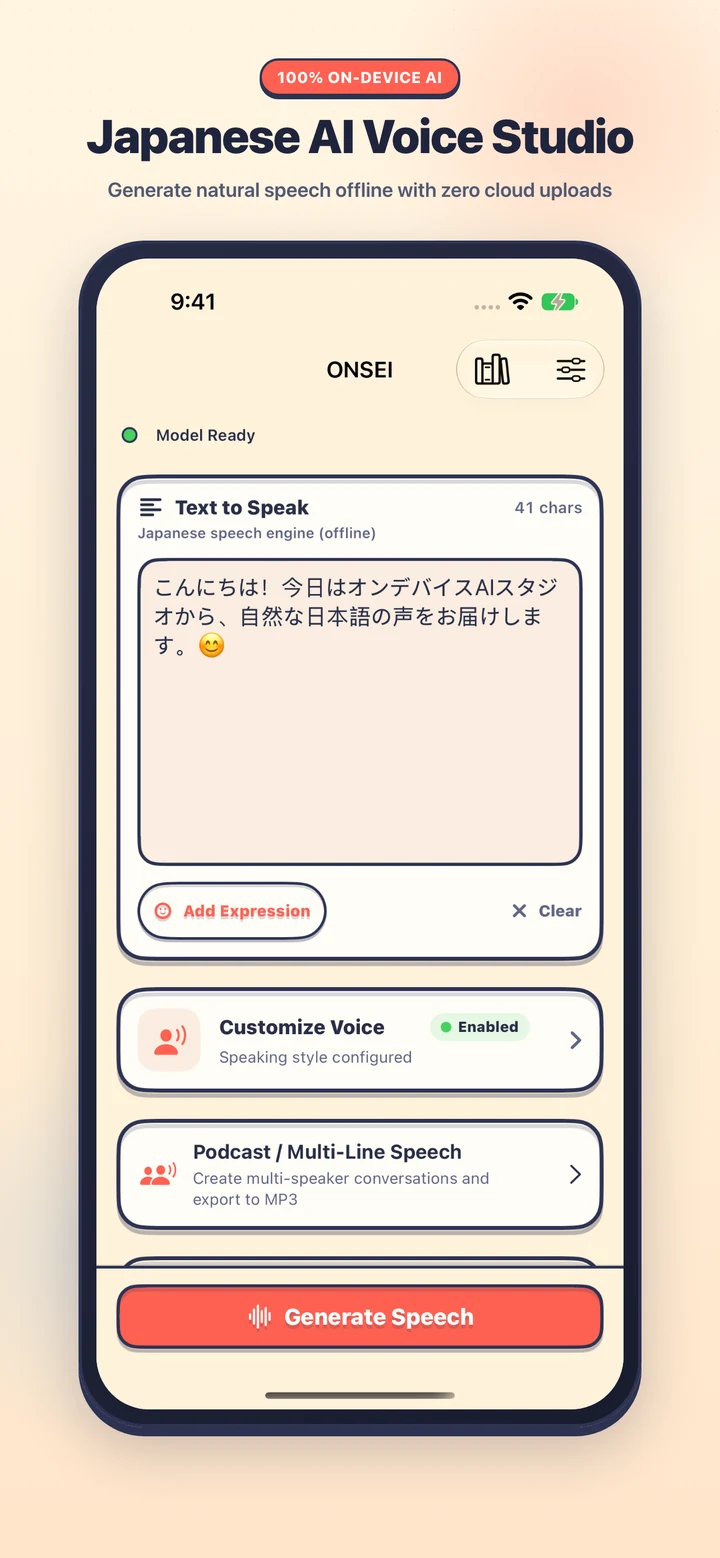 100% ON-DEVICE AI
Japanese AI Voice Studio
Generate natural speech offline with zero cloud uploads
9:41
ONSEI
Model Ready
Text to Speak
41 chars
Japanese speech engine (offline)
こんにちは！今日はオンデバイスAIスタジ
オから、自然な日本語の声をお届けしま
す。😊
Add Expression
Clear
Customize Voice
Enabled
Speaking style configured
Podcast / Multi-Line Speech
Create multi-speaker conversations and
export to MP3
Generate Speech